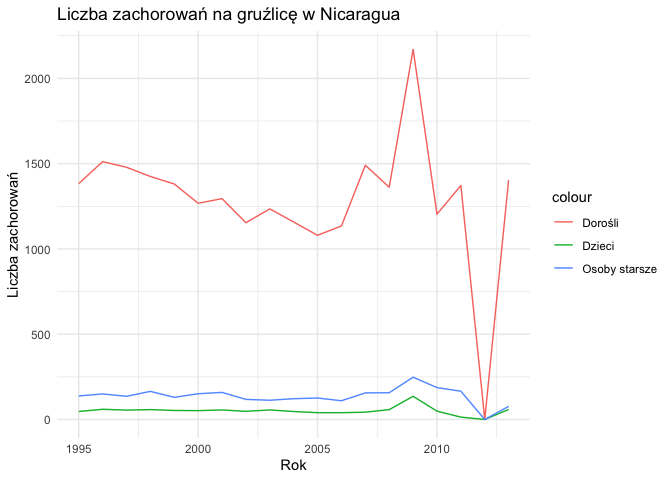 Liczba zachorowań na gruźlicę w Nicaragua
Liczba zachorowań
2000
1500
1000
500
0
1995
2000
2005
2010
Rok
colour
Dorośli
Dzieci
Osoby starsze